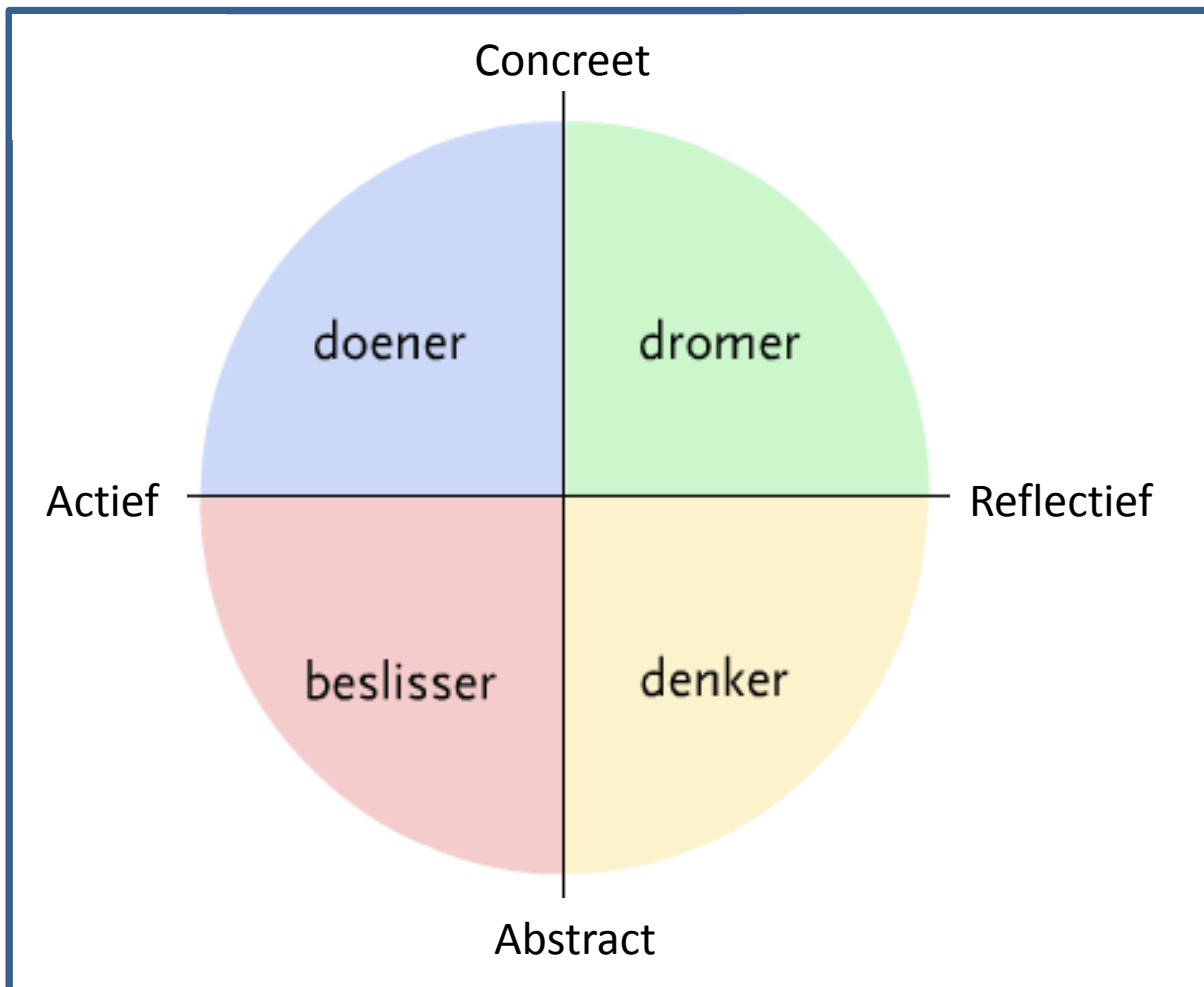 Concreet
doener
dromer
Actief
Reflectief
beslisser
denker
Abstract